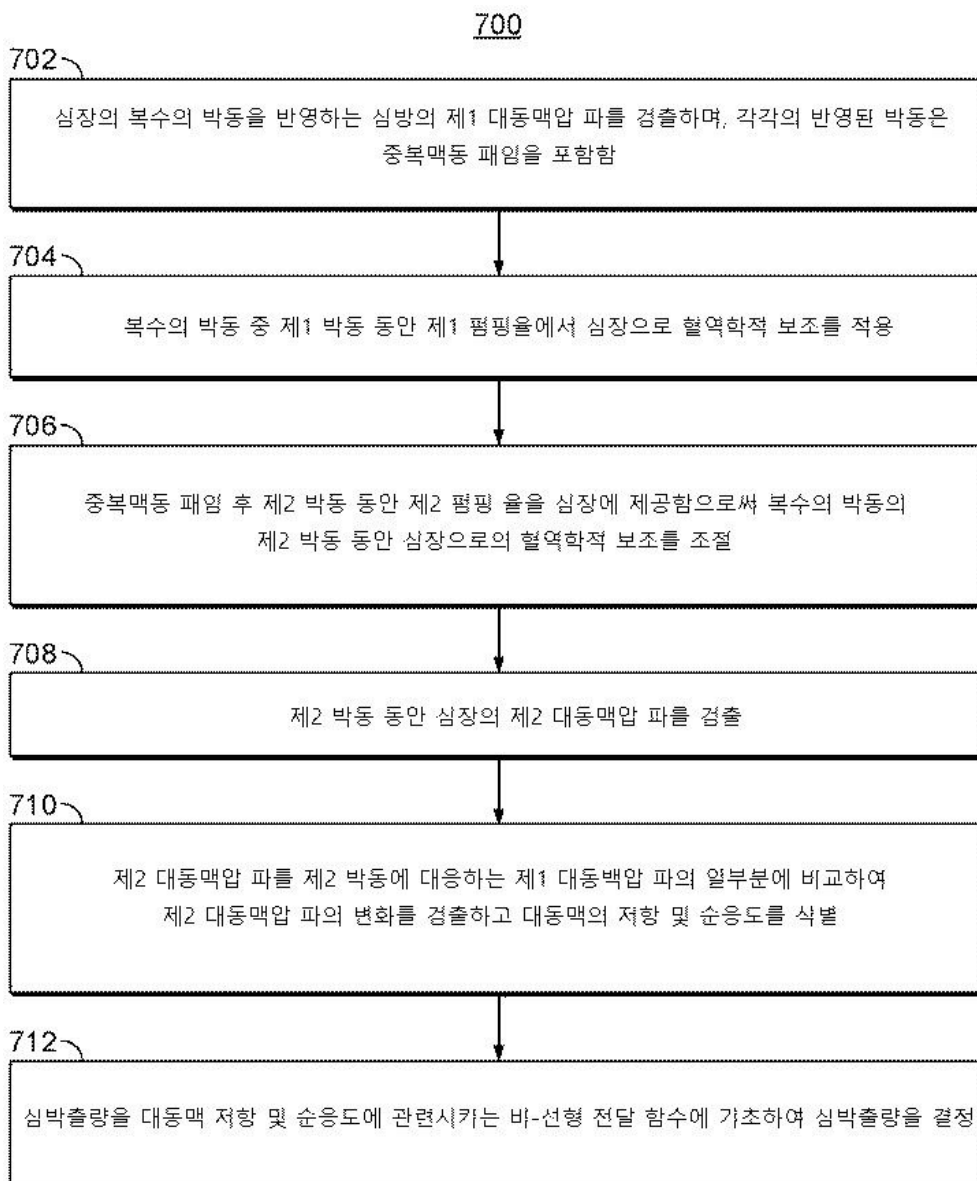 700
702
심장의 복수의 박동을 반영하는 심방의 제1 대동맥압 파를 검출하며, 각각의 반영된 박동은
중복맥동 패임을 포함함
704
복수의 박동 중 제1 박동 동안 제1 펌핑율에서 심장으로 혈역학적 보조를 적용
706
중복맥동 패임 후 제2 박동 동안 제2 펌핑 율을 심장에 제공함으로써 복수의 박동의
제2 박동 동안 심장으로의 혈역학적 보조를 조절
708
제2 박동 동안 심장의 제2 대동맥압 파를 검출
710
제2 대동맥압 파를 제2 박동에 대응하는 제1 대동백압 파의 일부분에 비교하여
제2 대동맥압 파의 변화를 검출하고 대동맥의 저항 및 순응도를 식별
712
심박출량을 대동맥 저항 및 순응도에 관련시키는 비-선형 전달 함수에 기초하여 심박출량을 결정